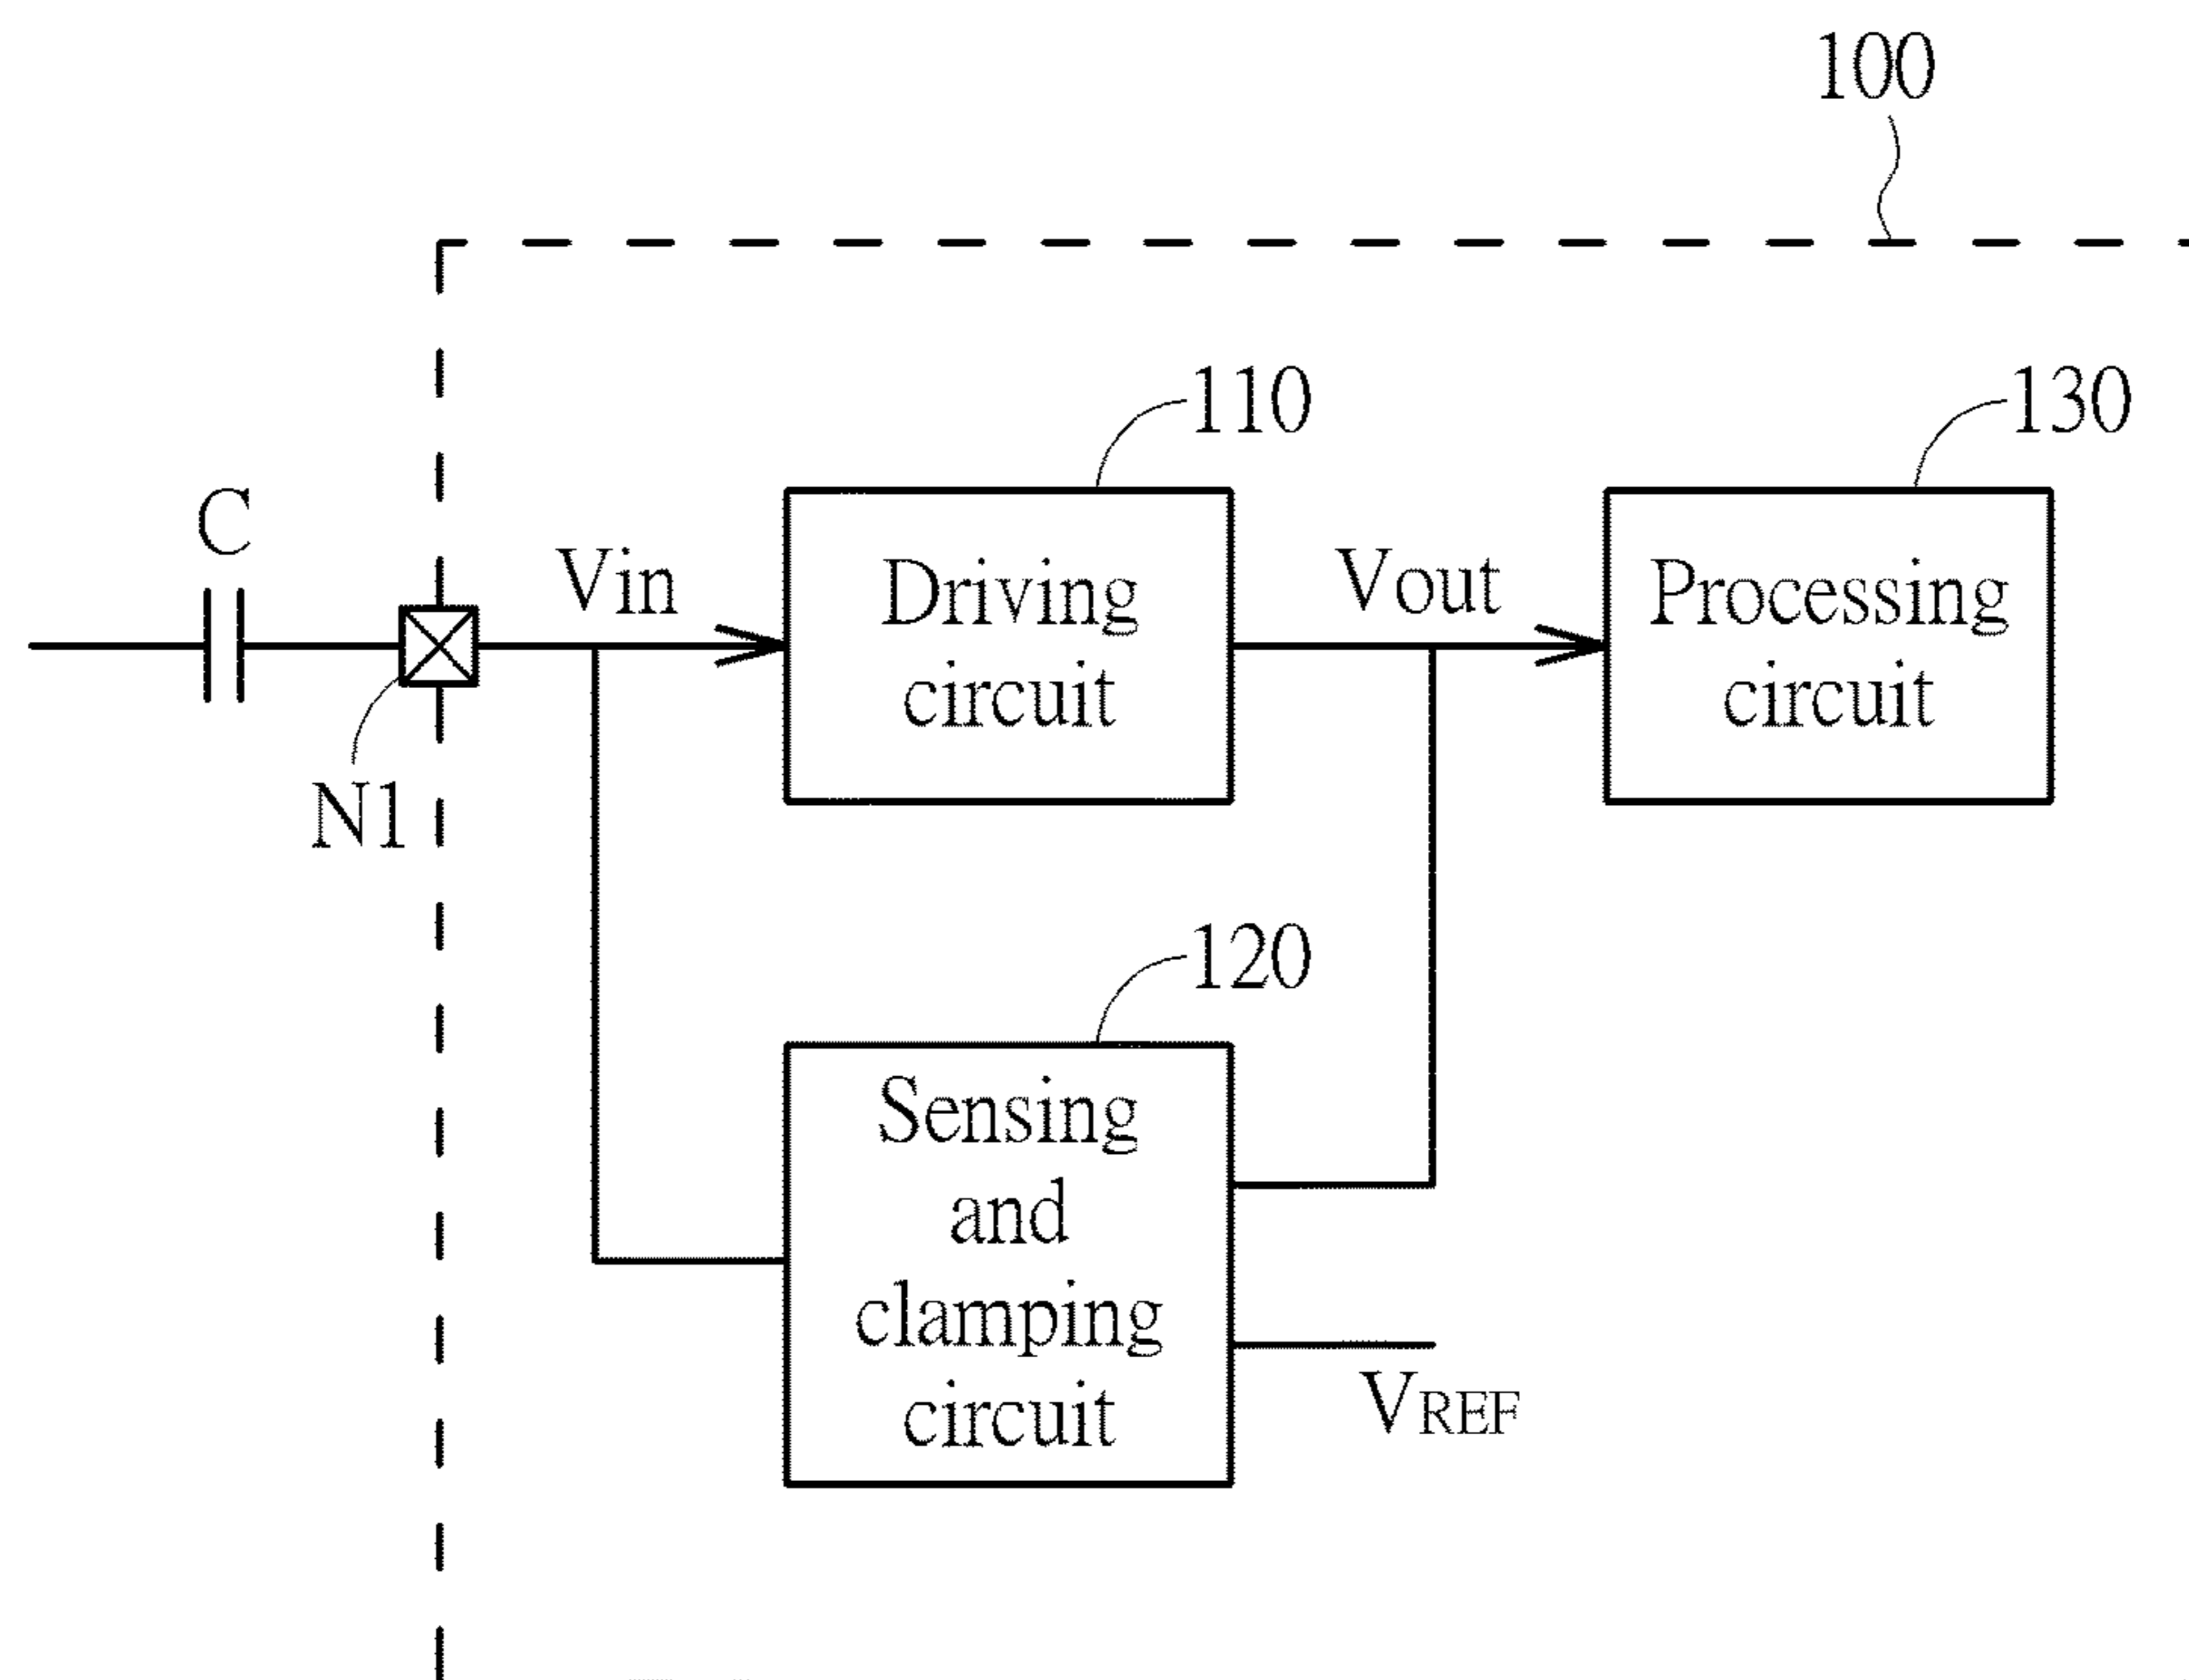 100
110
130
C
Vin
Driving
circuit
Vout
Processing
circuit
N1
120
Sensing
and
clamping
circuit
VREF